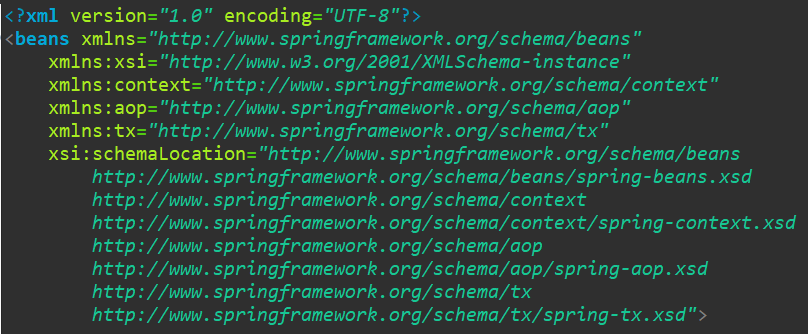 <?xml version="1.0" encoding="UTF-8"?>
<beans xmlns="http://www.springframework.org/schema/beans"
    xmlns:xsi="http://www.w3.org/2001/XMLSchema-instance"
    xmlns:context="http://www.springframework.org/schema/context"
    xmlns:aop="http://www.springframework.org/schema/aop"
    xmlns:tx="http://www.springframework.org/schema/tx"
    xsi:schemaLocation="http://www.springframework.org/schema/beans
        http://www.springframework.org/schema/beans/spring-beans.xsd
        http://www.springframework.org/schema/context
        http://www.springframework.org/schema/context/spring-context.xsd
        http://www.springframework.org/schema/aop
        http://www.springframework.org/schema/aop/spring-aop.xsd
        http://www.springframework.org/schema/tx
        http://www.springframework.org/schema/tx/spring-tx.xsd">